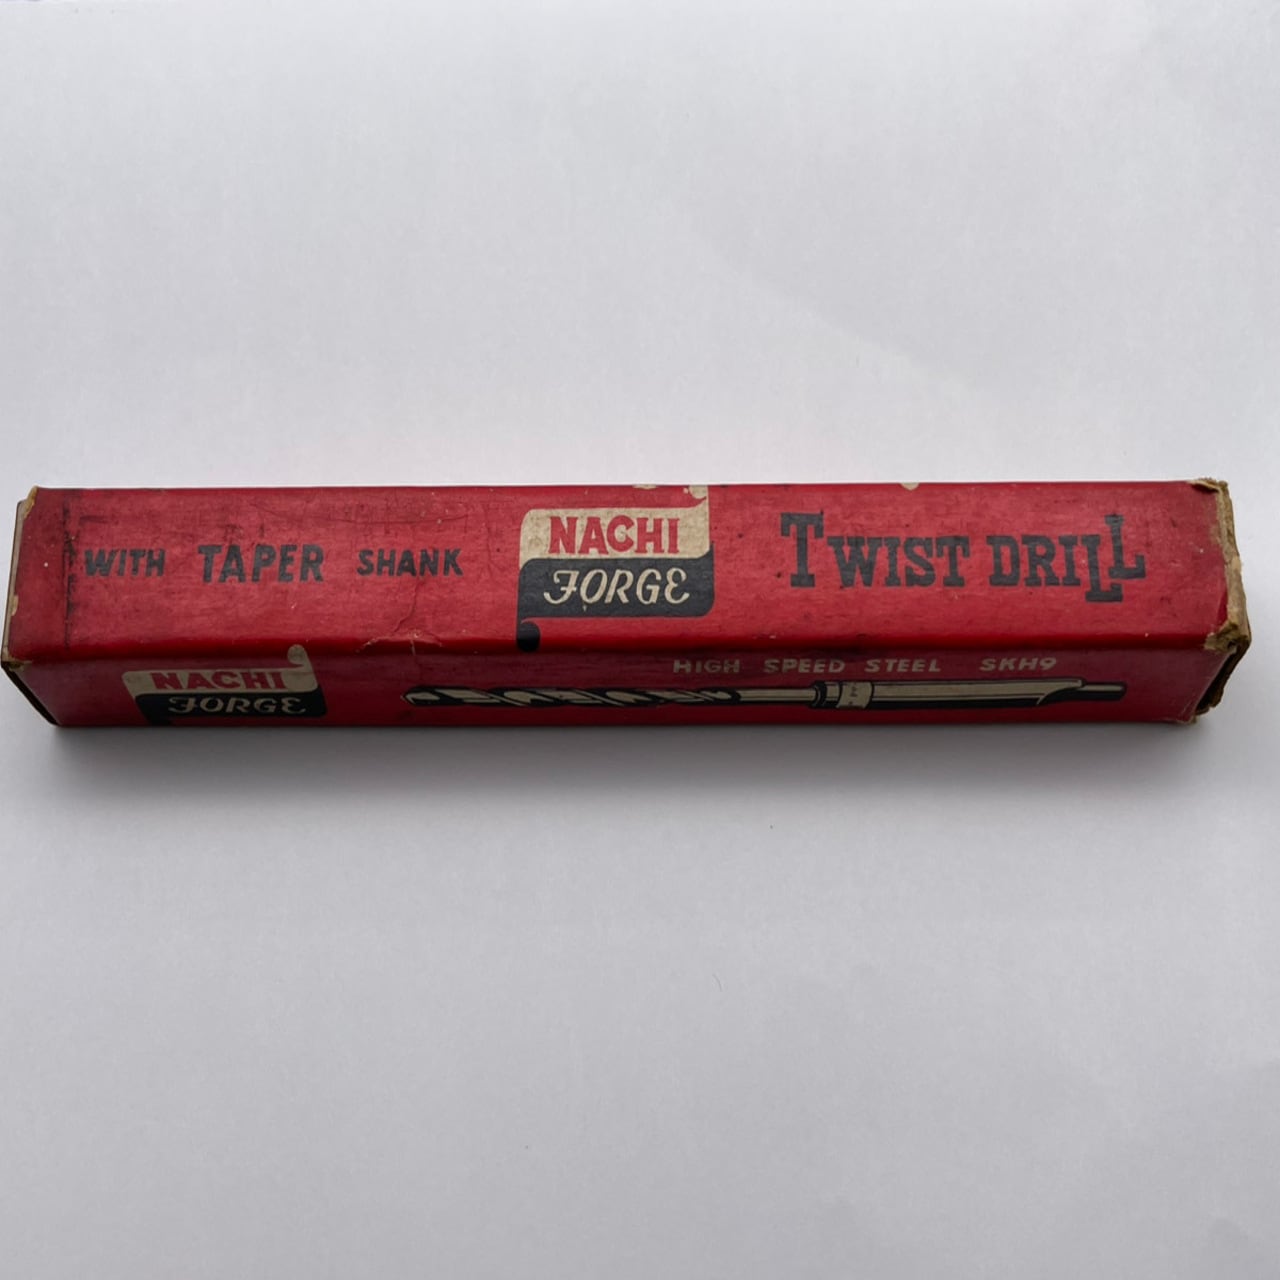 WITH TAPER SHANK
NACHI
FORGE
TWIST DRILL
NACHI
FORGE
HIGH SPEED STEEL SKH9